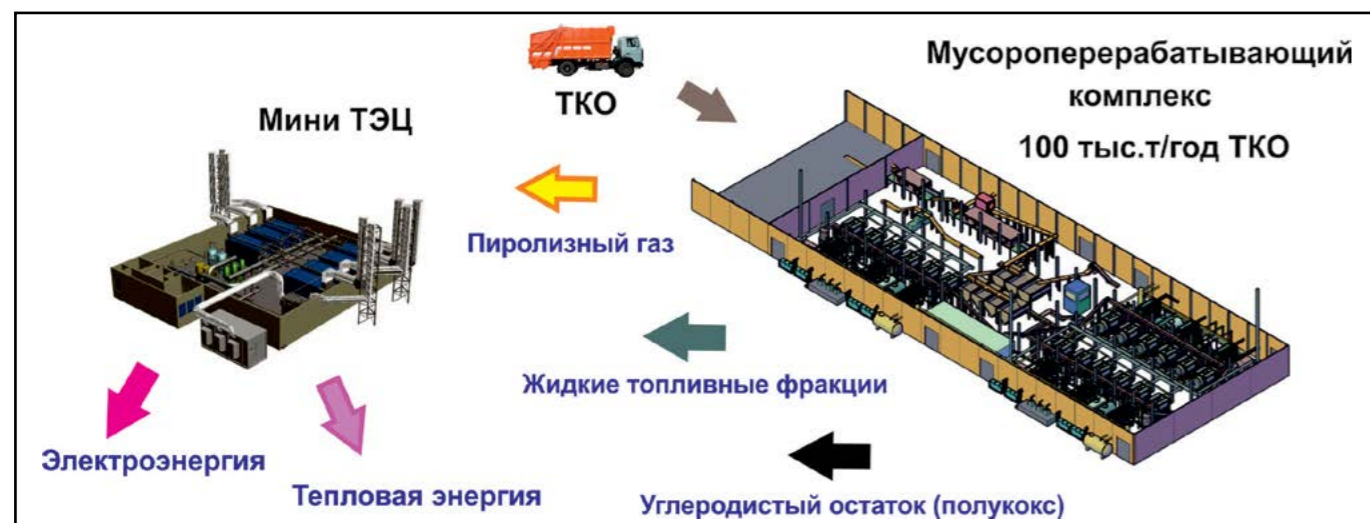 Мусороперерабатывающий
комплекс
100 тыс.т/год ТКО
ТКО
Мини ТЭЦ
Пиролизный газ
Жидкие топливные фракции
Электроэнергия
Тепловая энергия
Углеродистый остаток (полукокс)